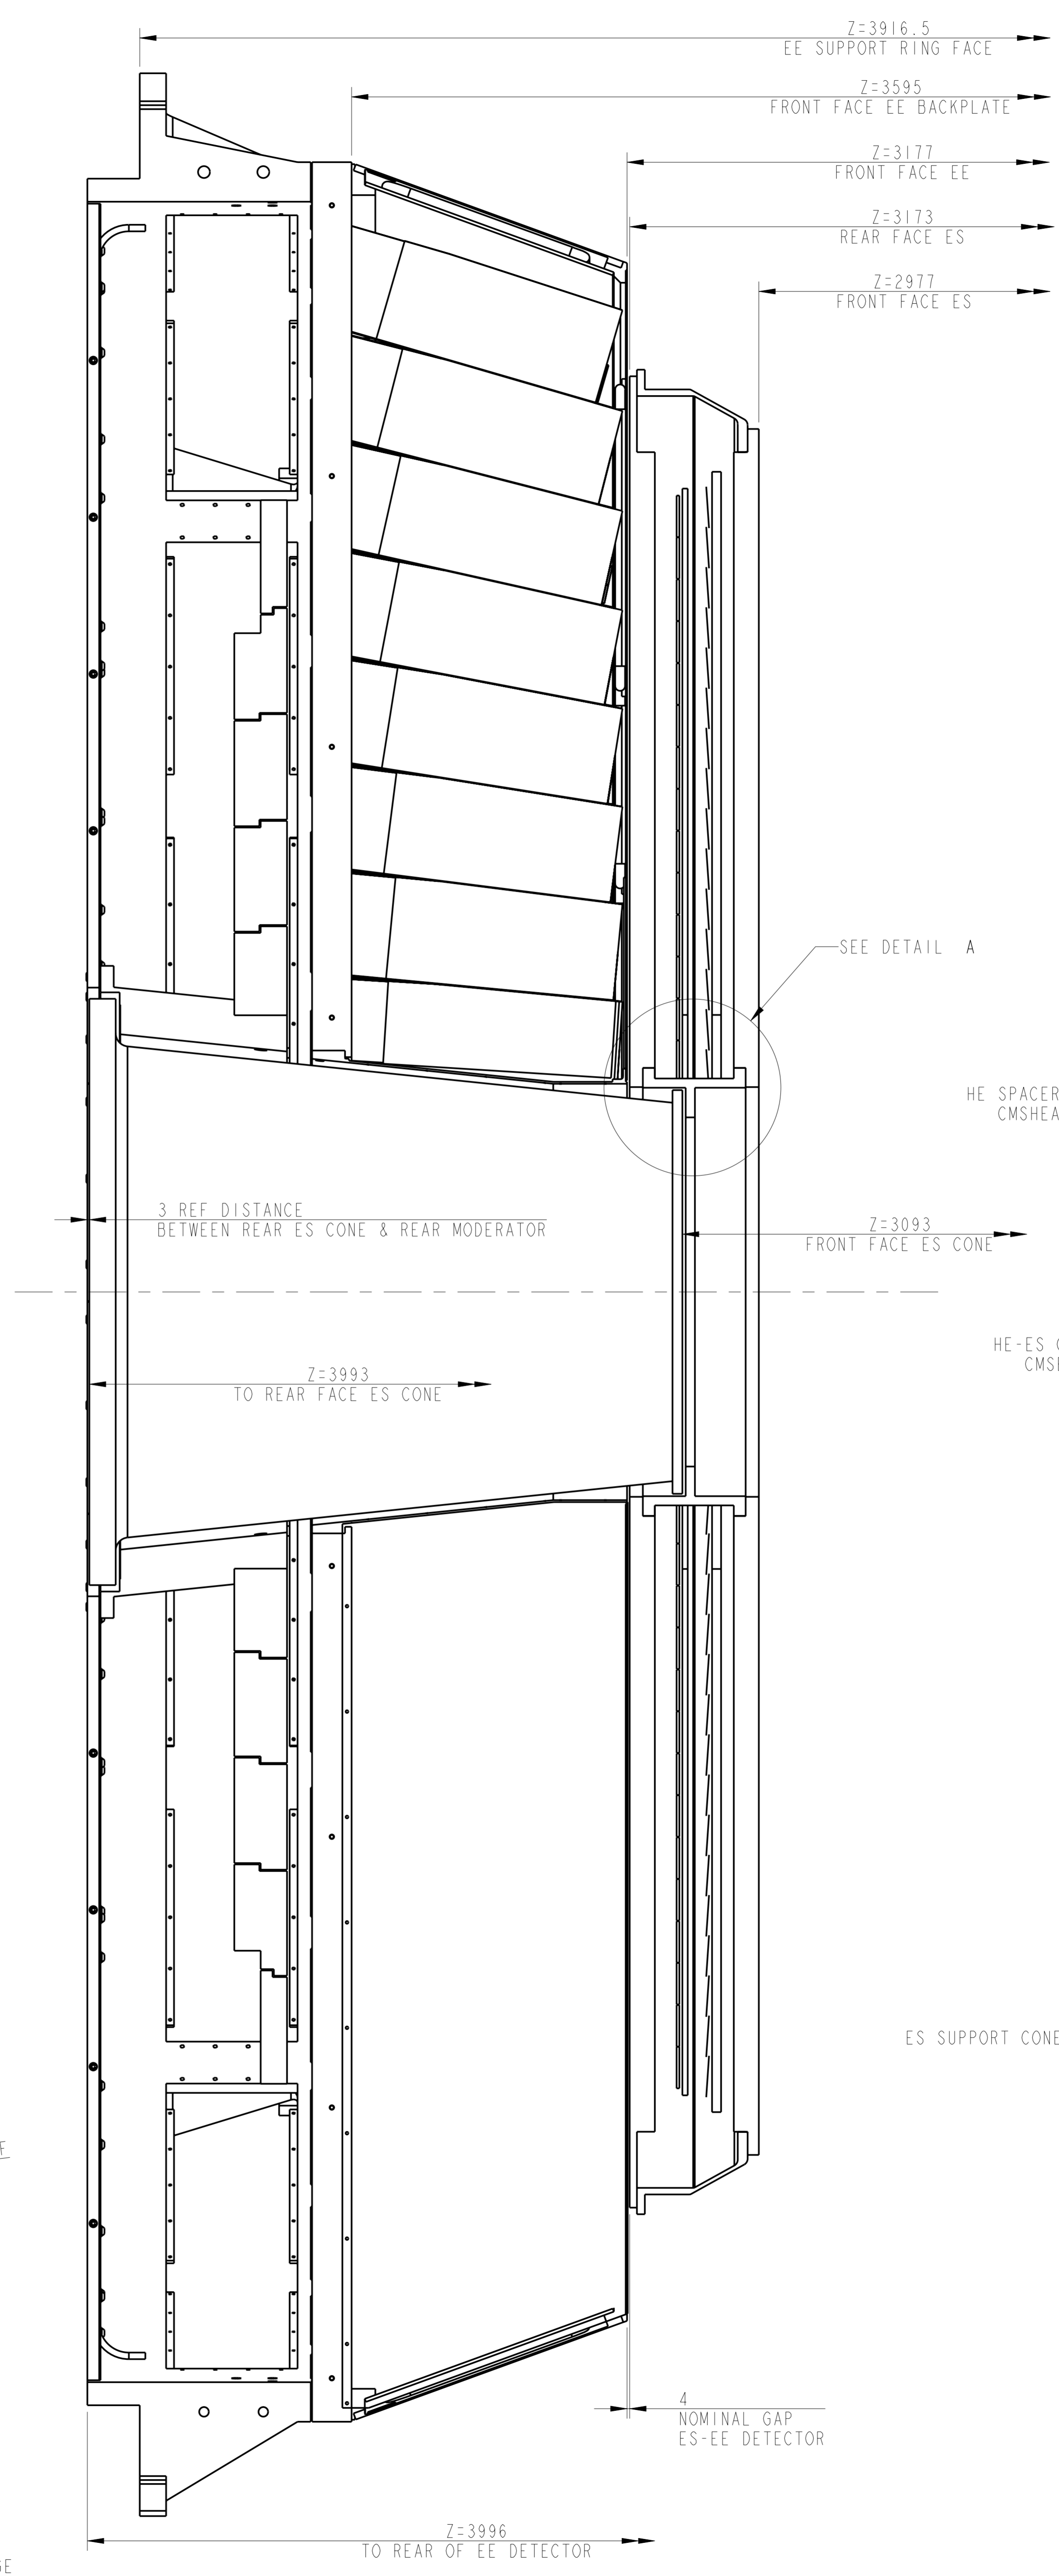 Z=3916.5
EE SUPPORT RING FACE
Z=3595
FRONT FACE EE BACKPLATE
Z=3177
FRONT FACE EE
Z=3173
REAR FACE ES
Z=2977
FRONT FACE ES
SEE DETAIL A
HE SPACER
CMSHEA
3 REF DISTANCE
BETWEEN REAR ES CONE & REAR MODERATOR
Z=3093
FRONT FACE ES CONE
HE-ES
Z=3993
TO REAR FACE ES CONE
ES SUPPORT CONE
4
NOMINAL GAP
ES-EE DETECTOR
Z=3996
TO REAR OF EE DETECTOR